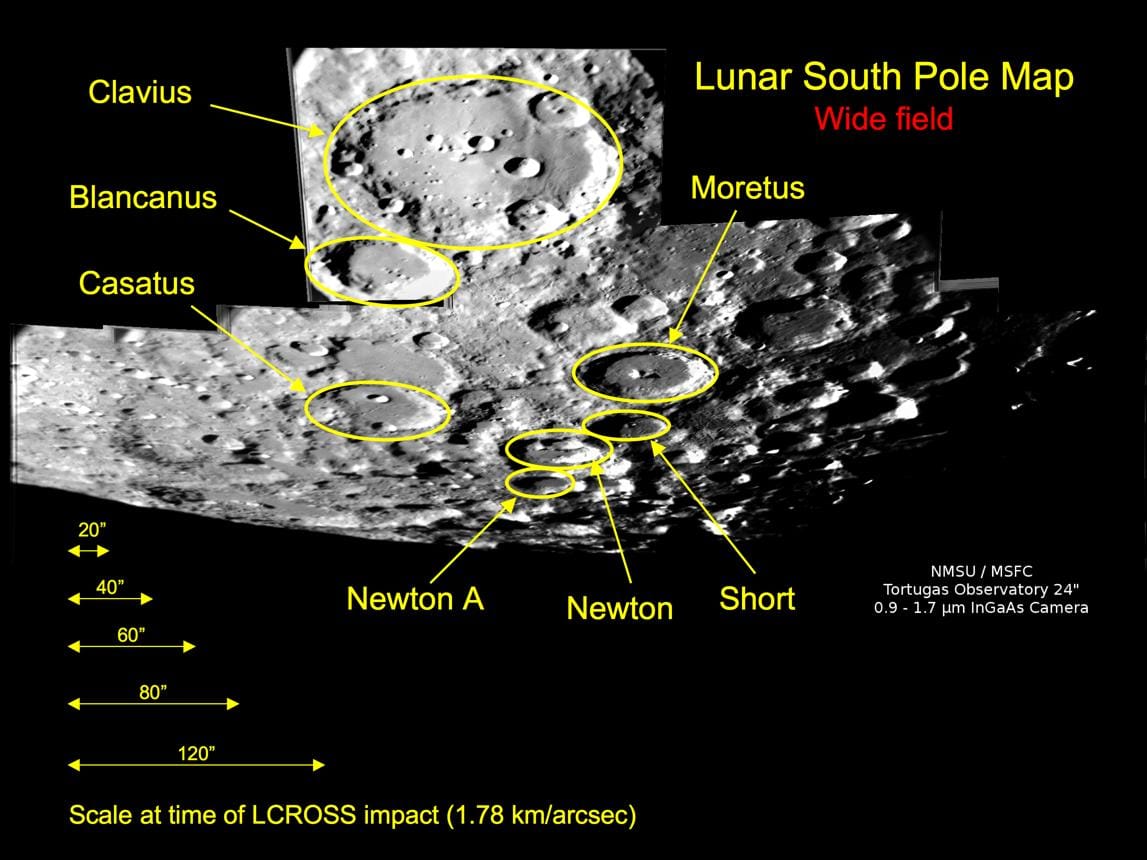 Lunar South Pole Map
Wide field
Clavius
Blancanus
Casatus
Moretus
Newton A
Newton
Short
NMSU / MSFC
Tortugas Observatory 24"
0.9 - 1.7 µm InGaAs Camera
20”
40”
60”
80”
120”
Scale at time of LCROSS impact (1.78 km/arcsec)